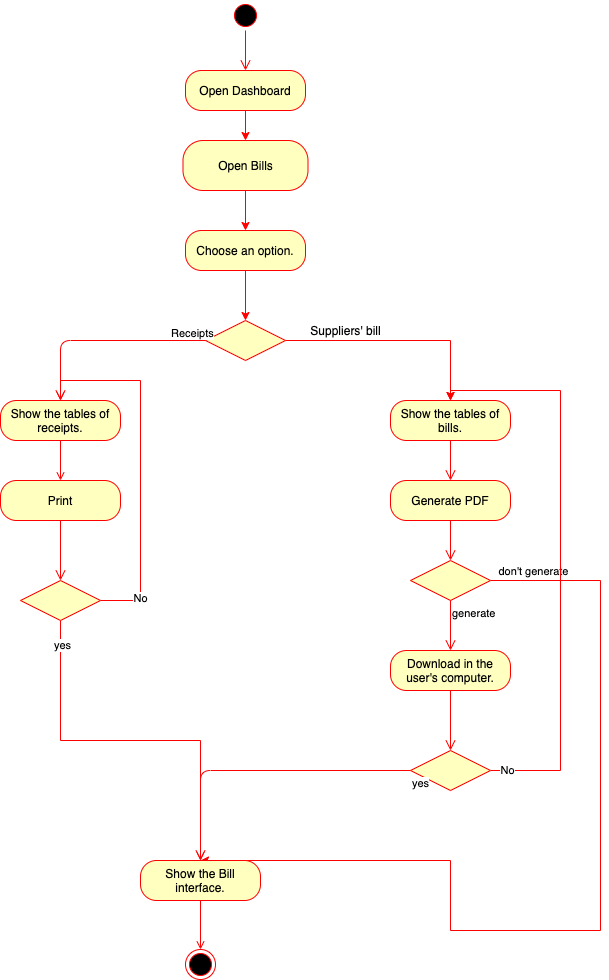 Open Dashboard
Open Bills
Choose an option.
Receipts
Suppliers' bill
Show the tables of
receipts.
Show the tables of
bills.
Print
Generate PDF
don't generate
No
generate
yes
Download in the
user's computer.
No
yes
Show the Bill
interface.